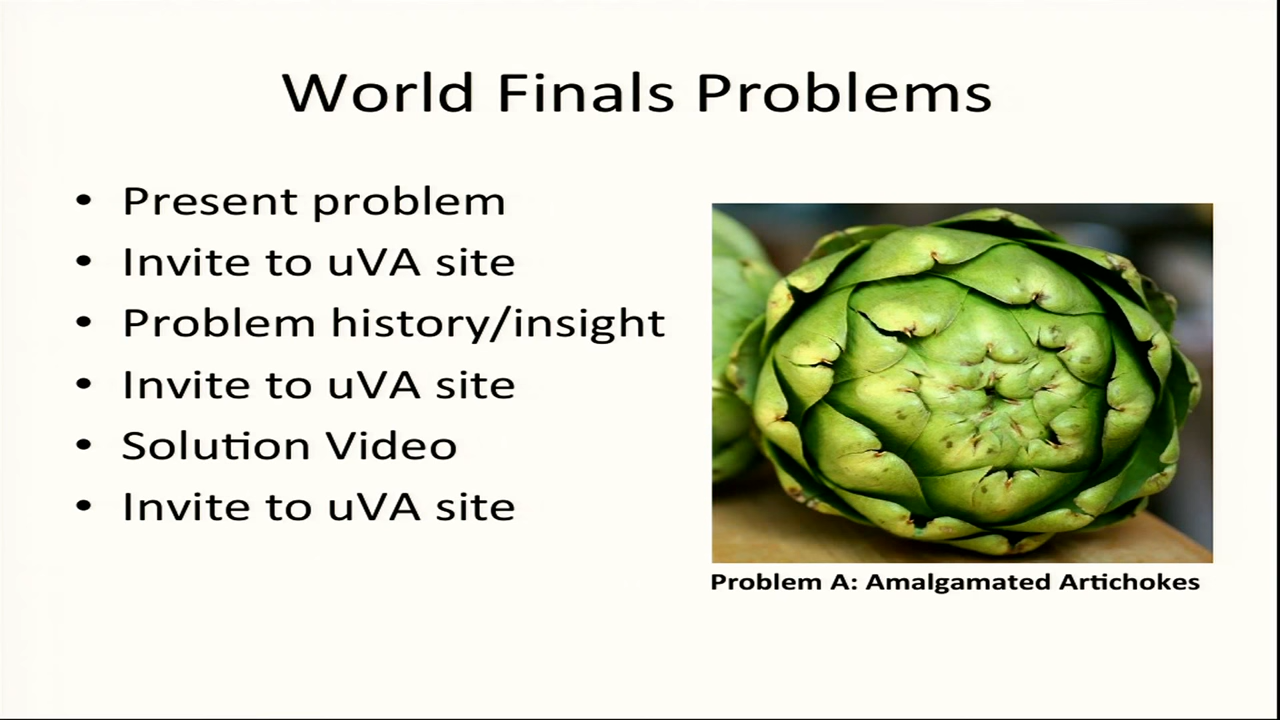 World Finals Problems
• Present problem
• Invite to uVA site
• Problem history/insight
• Invite to uVA site
• Solution Video
• Invite to uVA site
Problem A: Amalgamated Artichokes